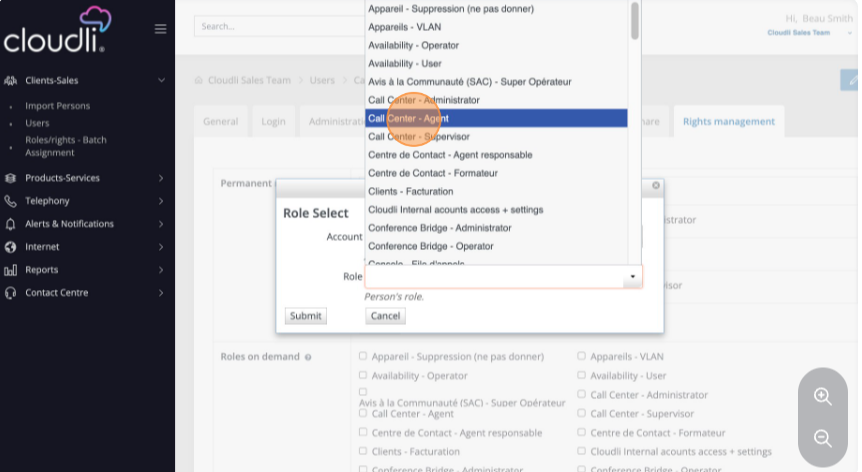 cloudli
Search...
Hi, Beau Smith
Cloudli Sales Team
Clients-Sales
Import Persons
Users
Roles/rights - Batch
Assignment
Products-Services
Telephony
Alerts & Notifications
Internet
Reports
Contact Centre
Cloudli Sales Team > Users > Ca
General
Login
Administrati
hare
Rights management
Permanent
Appareil - Suppression (ne pas donner)
Appareils - VLAN
Availability - Operator
Availability - User
Avis à la Communauté (SAC) - Super Opérateur
Call Center - Administrator
Call Center - Agent
Call Center - Supervisor
Centre de Contact - Agent responsable
Centre de Contact - Formateur
Clients - Facturation
Cloudli Internal acounts access + settings
Conference Bridge - Administrator
Conference Bridge - Operator
Console - File d'appels
istrator
isor
Role Select
Account
Role
Person's role.
Submit
Cancel
Roles on demand
Appareil - Suppression (ne pas donner)
Appareils - VLAN
Availability - Operator
Availability - User
Avis à la Communauté (SAC) - Super Opérateur
Call Center - Administrator
Call Center - Agent
Call Center - Supervisor
Centre de Contact - Agent responsable
Centre de Contact - Formateur
Clients - Facturation
Cloudli Internal acounts access + settings
Conference Bridge - Administrator
Conference Bridge - Operator